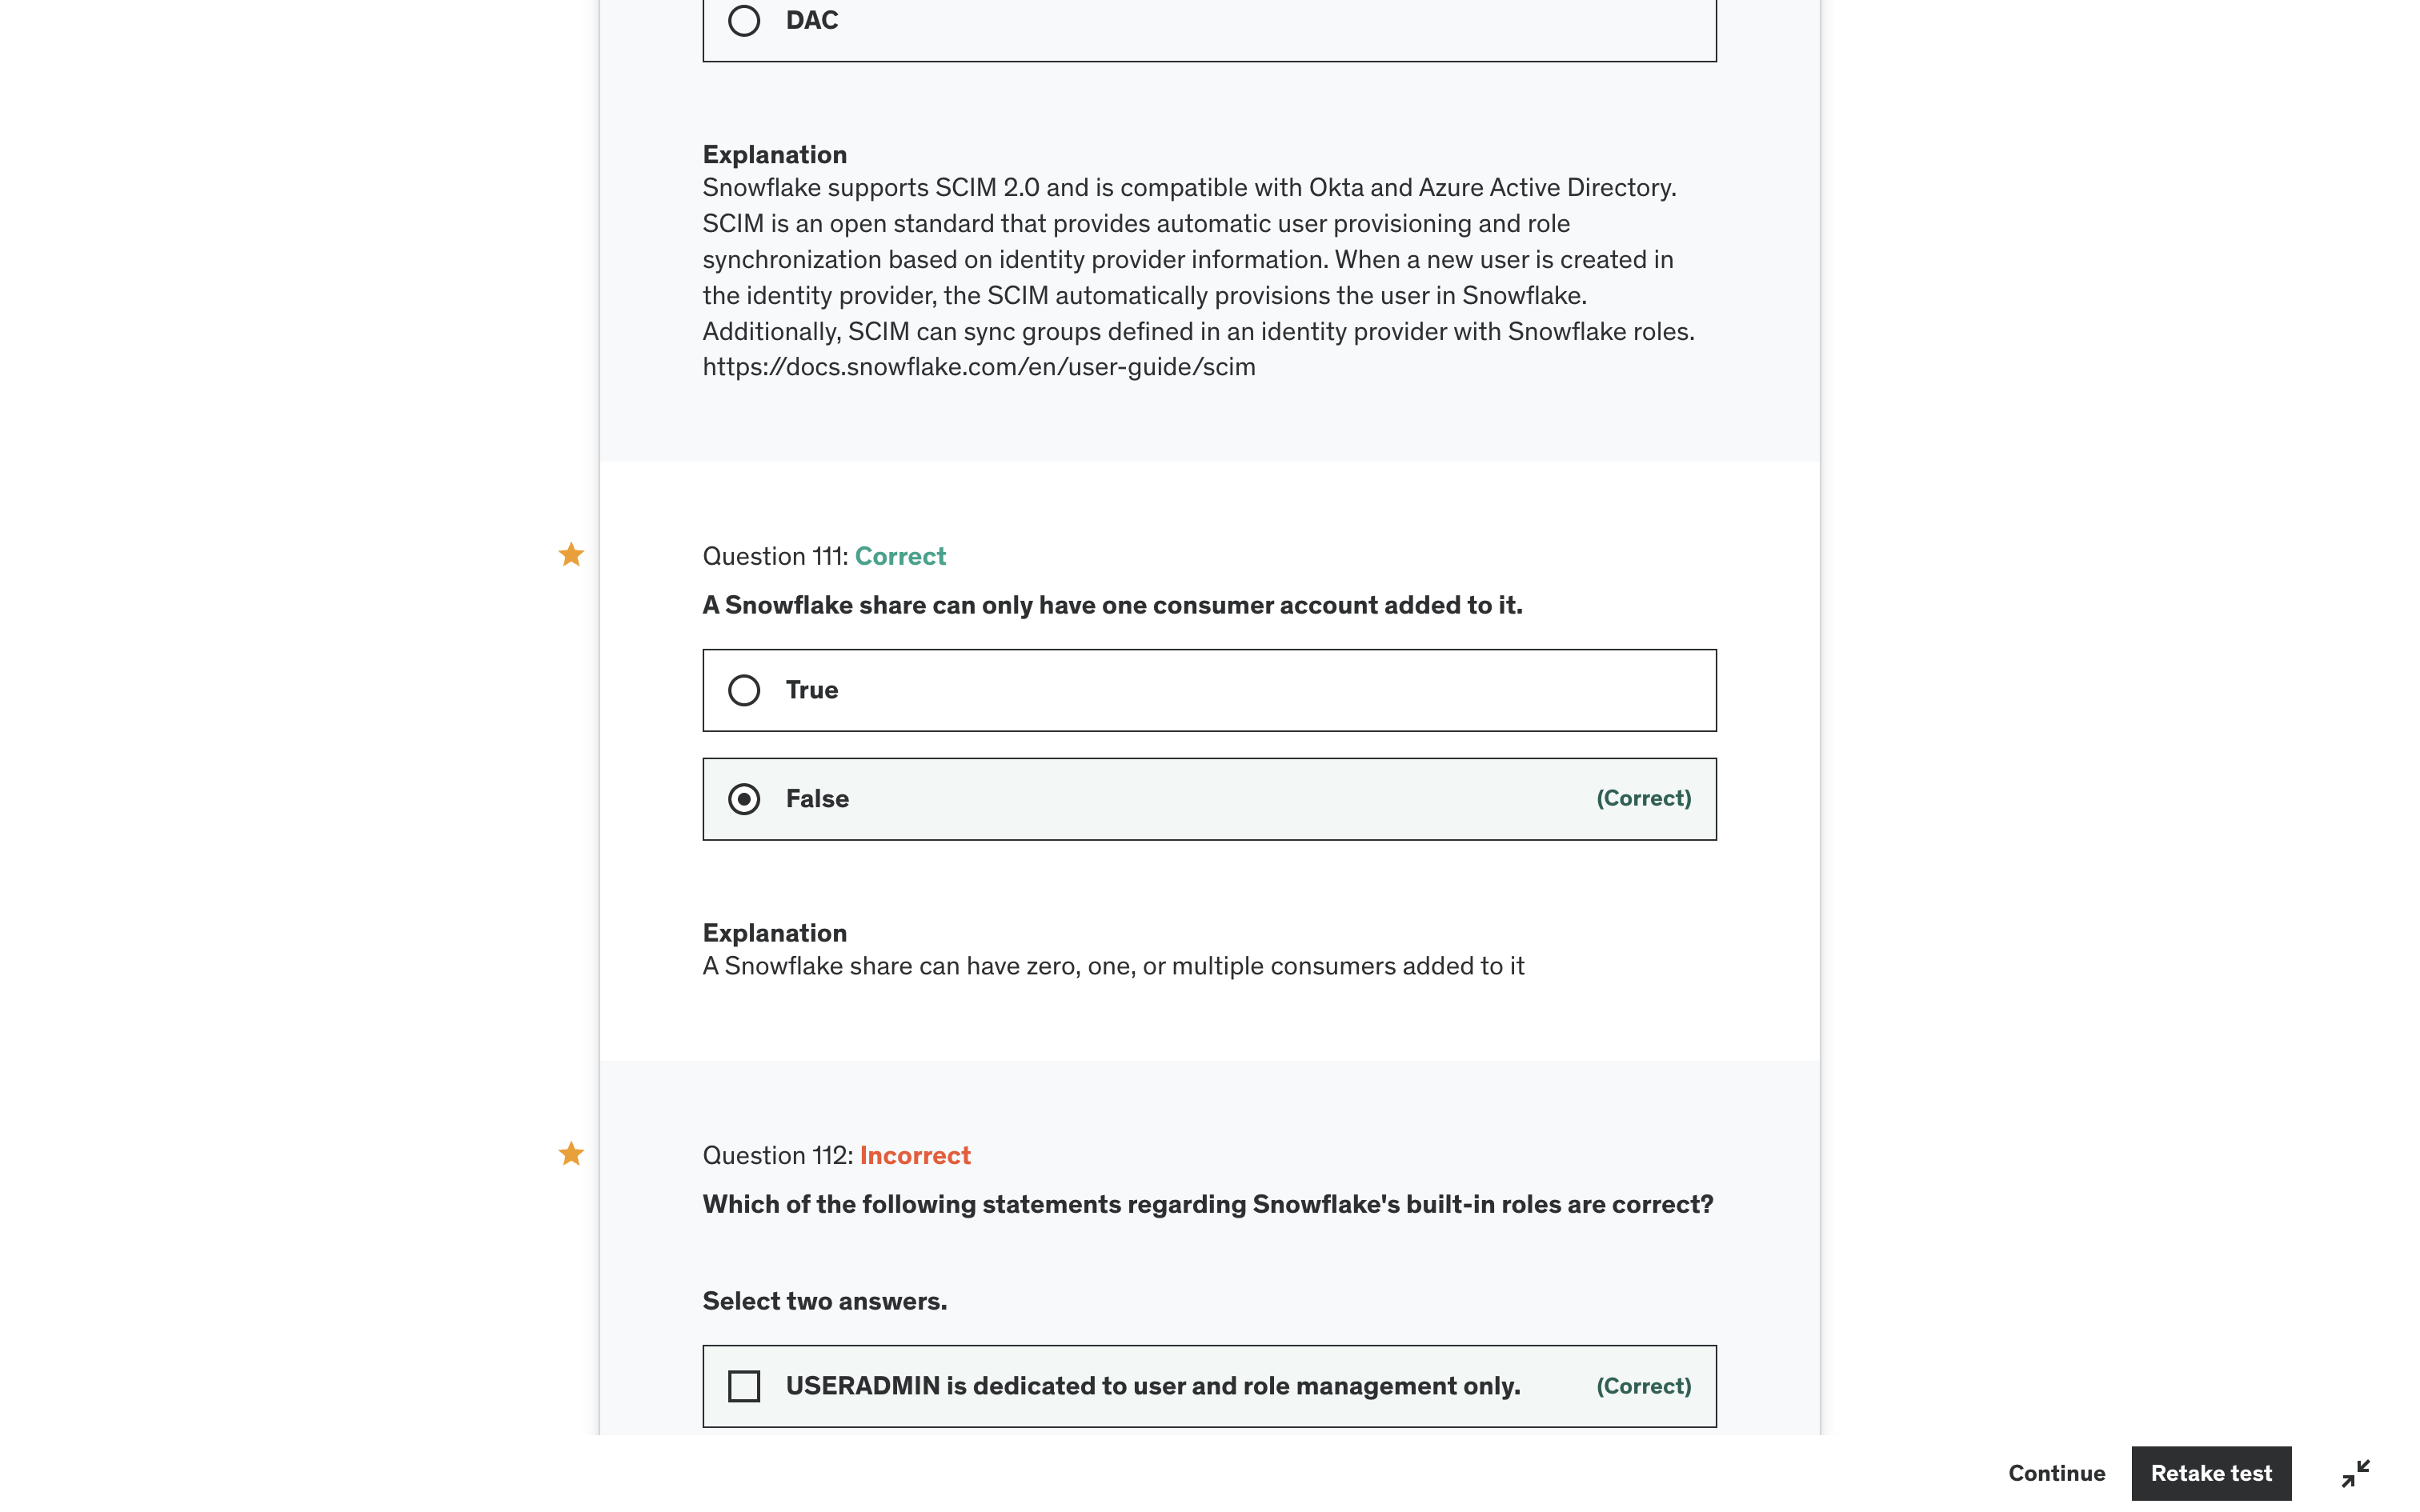 DAC
Explanation
Snowflake supports SCIM 2.0 and is compatible with Okta and Azure Active Directory.
SCIM is an open standard that provides automatic user provisioning and role
synchronization based on identity provider information. When a new user is created in
the identity provider, the SCIM automatically provisions the user in Snowflake.
Additionally, SCIM can sync groups defined in an identity provider with Snowflake roles.
https://docs.snowflake.com/en/user-guide/scim
Question 111: Correct
A Snowflake share can only have one consumer account added to it.
True
False (Correct)
Explanation
A Snowflake share can have zero, one, or multiple consumers added to it
Question 112: Incorrect
Which of the following statements regarding Snowflake's built-in roles are correct?
Select two answers.
USERADMIN is dedicated to user and role management only. (Correct)
Continue Retake test